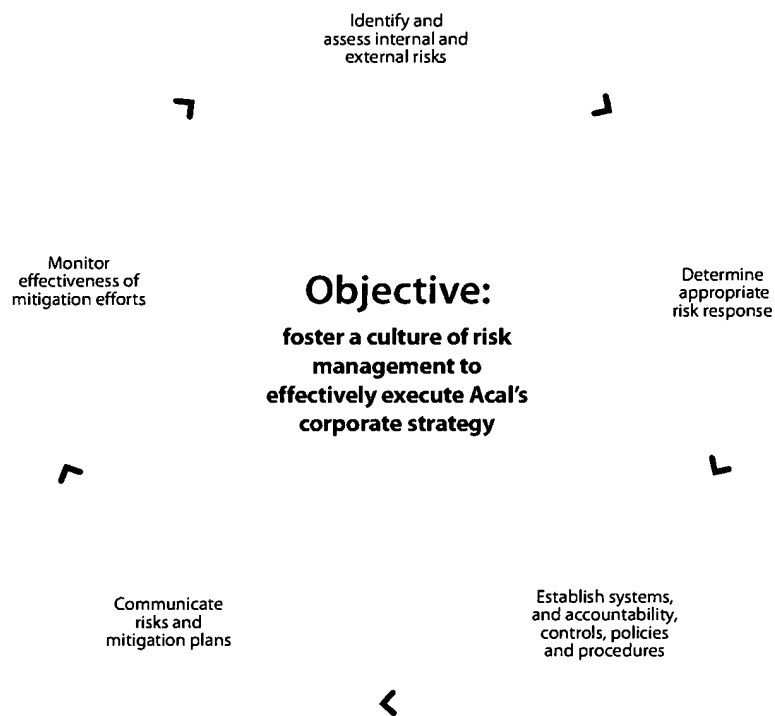 Identify and
assess internal and
external risks
Monitor
effectiveness of
mitigation efforts
Objective:
foster a culture of risk
management to
effectively execute Acal's
corporate strategy
Determine
appropriate
risk response
Communicate
risks and
mitigation plans
Establish systems,
and accountability,
controls, policies
and procedures